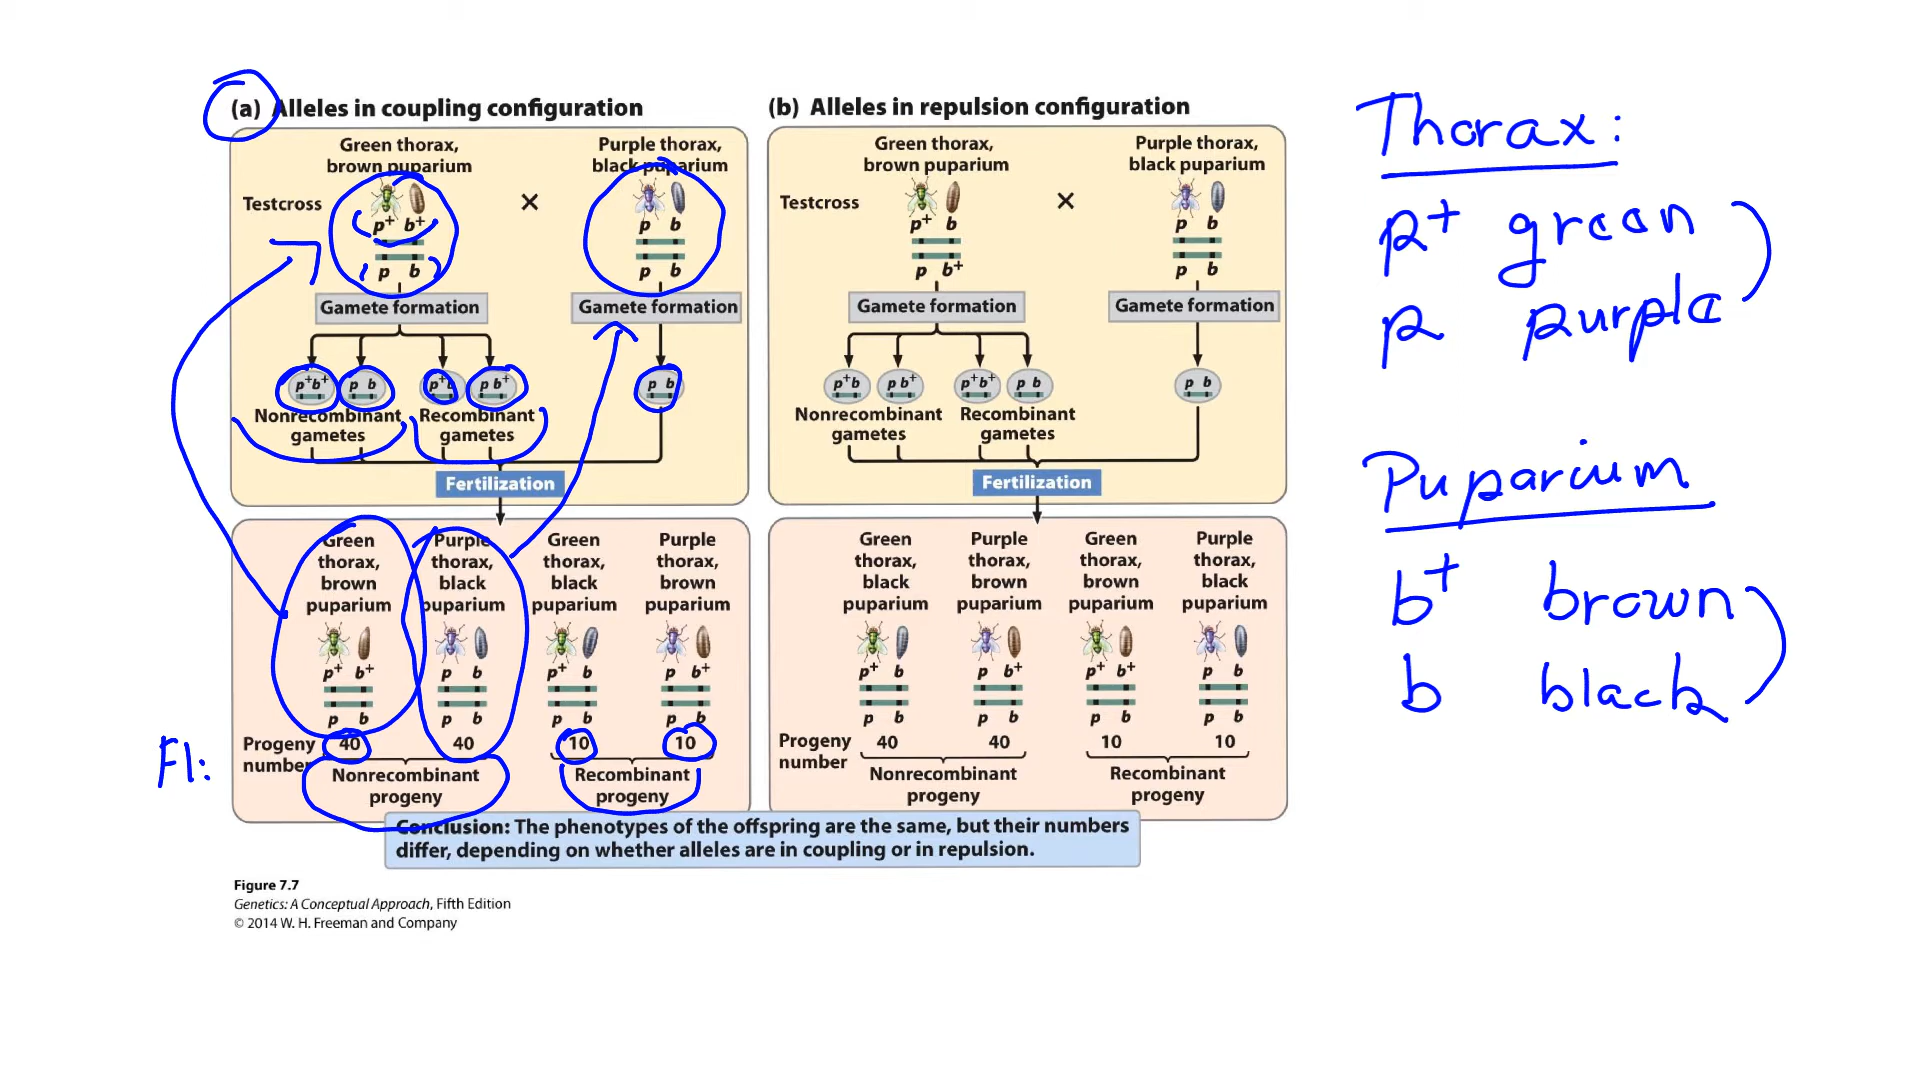 (a) Alleles in coupling configuration
Green thorax,
brown puparium
Purple thorax,
black puparium
Testcross
×
p+ b+
p b
p b
p b
Gamete formation
Gamete formation
p+b+
p b
p+b
p b+
p b
Nonrecombinant
gametes
Recombinant
gametes
Fertilization
Green
thorax,
brown
puparium
Purple
thorax,
black
puparium
Green
thorax,
black
puparium
Purple
thorax,
brown
puparium
p+ b+
p b
p b
p b
p+ b
p b
p b+
p b
F1:
Progeny
number
40
40
10
10
Nonrecombinant
progeny
Recombinant
progeny
(b) Alleles in repulsion configuration
Green thorax,
brown puparium
Purple thorax,
black puparium
Testcross
×
p+ b
p b+
p b
p b
Gamete formation
Gamete formation
p+b
p b+
p+b+
p b
p b
Nonrecombinant
gametes
Recombinant
gametes
Fertilization
Green
thorax,
black
puparium
Purple
thorax,
brown
puparium
Green
thorax,
brown
puparium
Purple
thorax,
black
puparium
p+ b
p b
p b+
p b
p+ b+
p b
p b
p b
Progeny
number
40
40
10
10
Nonrecombinant
progeny
Recombinant
progeny
Conclusion: The phenotypes of the offspring are the same, but their numbers
differ, depending on whether alleles are in coupling or in repulsion.
Figure 7.7
Genetics: A Conceptual Approach, Fifth Edition
© 2014 W. H. Freeman and Company
Thorax:
p+ green
p purple
Puparium
b+ brown
b black